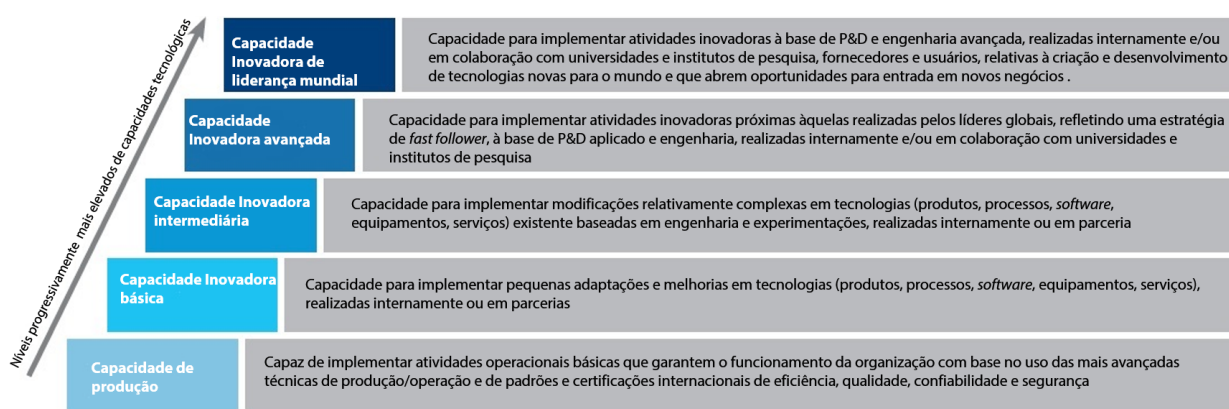 Níveis progressivamente mais elevados de capacidades tecnológicas
Capacidade
Inovadora de
liderança mundial
Capacidade para implementar atividades inovadoras à base de P&D e engenharia avançada, realizadas internamente e/ou
em colaboração com universidades e institutos de pesquisa, fornecedores e usuários, relativas à criação e desenvolvimento
de tecnologias novas para o mundo e que abrem oportunidades para entrada em novos negócios .
Capacidade
Inovadora avançada
Capacidade para implementar atividades inovadoras próximas àquelas realizadas pelos líderes globais, refletindo uma estratégia
de fast follower, à base de P&D aplicado e engenharia, realizadas internamente e/ou em colaboração com universidades e
institutos de pesquisa
Capacidade Inovadora
intermediária
Capacidade para implementar modificações relativamente complexas em tecnologias (produtos, processos, software,
equipamentos, serviços) existente baseadas em engenharia e experimentações, realizadas internamente ou em parceria
Capacidade Inovadora
básica
Capacidade para implementar pequenas adaptações e melhorias em tecnologias (produtos, processos, software, equipamentos, serviços),
realizadas internamente ou em parcerias
Capacidade de
produção
Capaz de implementar atividades operacionais básicas que garantem o funcionamento da organização com base no uso das mais avançadas
técnicas de produção/operação e de padrões e certificações internacionais de eficiência, qualidade, confiabilidade e segurança